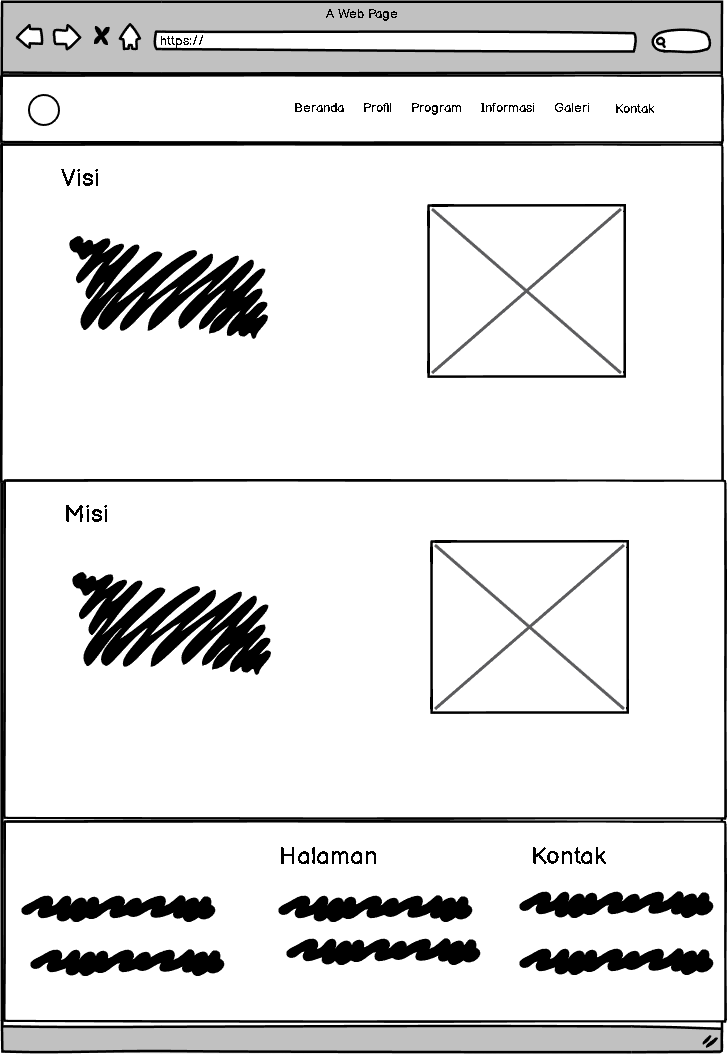 A Web Page
https://
Beranda Profil Program Informasi Galeri Kontak
Visi
Misi
Halaman Kontak